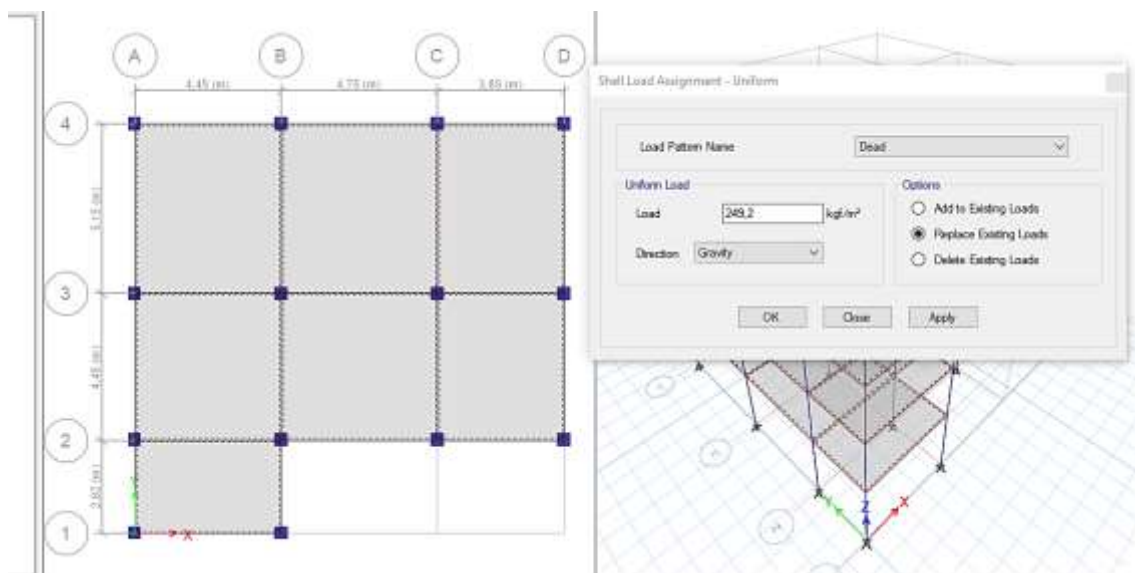 A B C D
4,45 (m) 4,75 (m)
4
3
4,45 (m)
2
1
X
Shell Load Assignment - Uniform
Load Pattern Name Dead
Uniform Load
Load 249,2 kgf/m²
Direction Gravity
Options
Add to Existing Loads
Replace Existing Loads
Delete Existing Loads
OK Close Apply
Y Z X